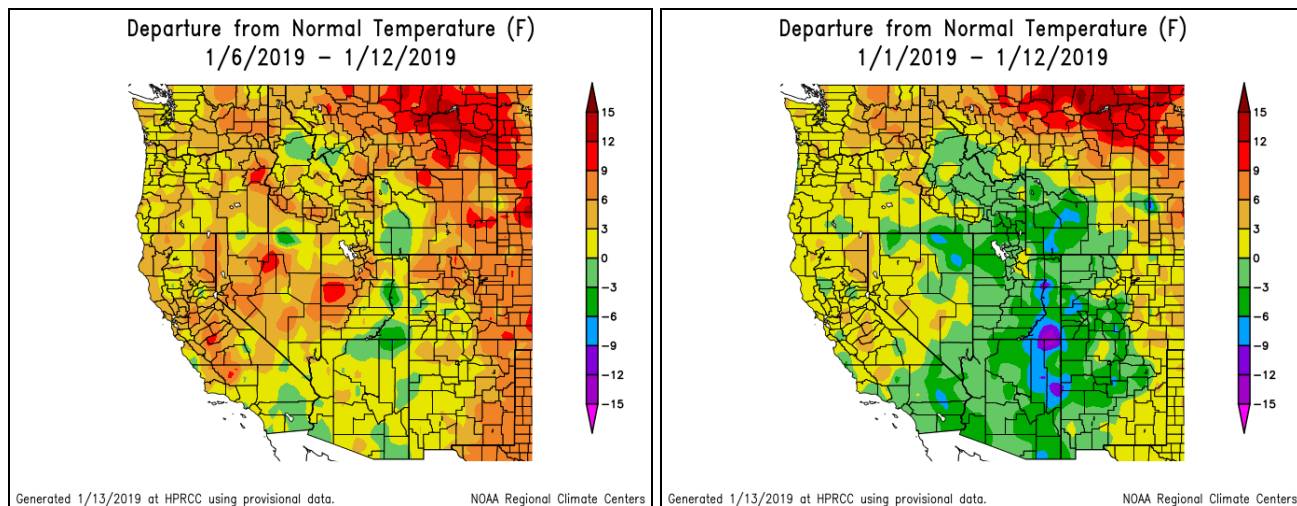 Departure from Normal Temperature (F)
1/6/2019 – 1/12/2019
15
12
9
6
3
0
−3
−6
−9
−12
−15
Generated 1/13/2019 at HPRCC using provisional data.
NOAA Regional Climate Centers
Departure from Normal Temperature (F)
1/1/2019 – 1/12/2019
15
12
9
6
3
0
−3
−6
−9
−12
−15
Generated 1/13/2019 at HPRCC using provisional data.
NOAA Regional Climate Centers